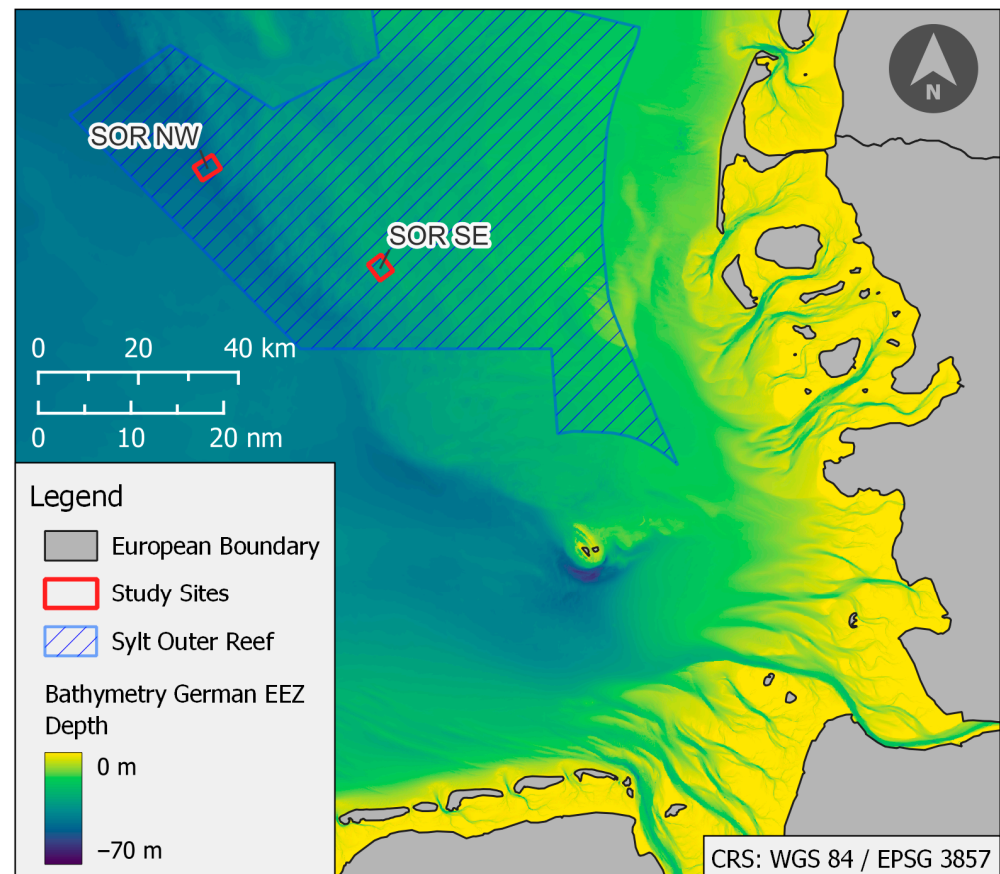 N
SOR NW
SOR SE
0 20 40 km
0 10 20 nm
Legend
European Boundary
Study Sites
Sylt Outer Reef
Bathymetry German EEZ
Depth
0 m
−70 m
CRS: WGS 84 / EPSG 3857